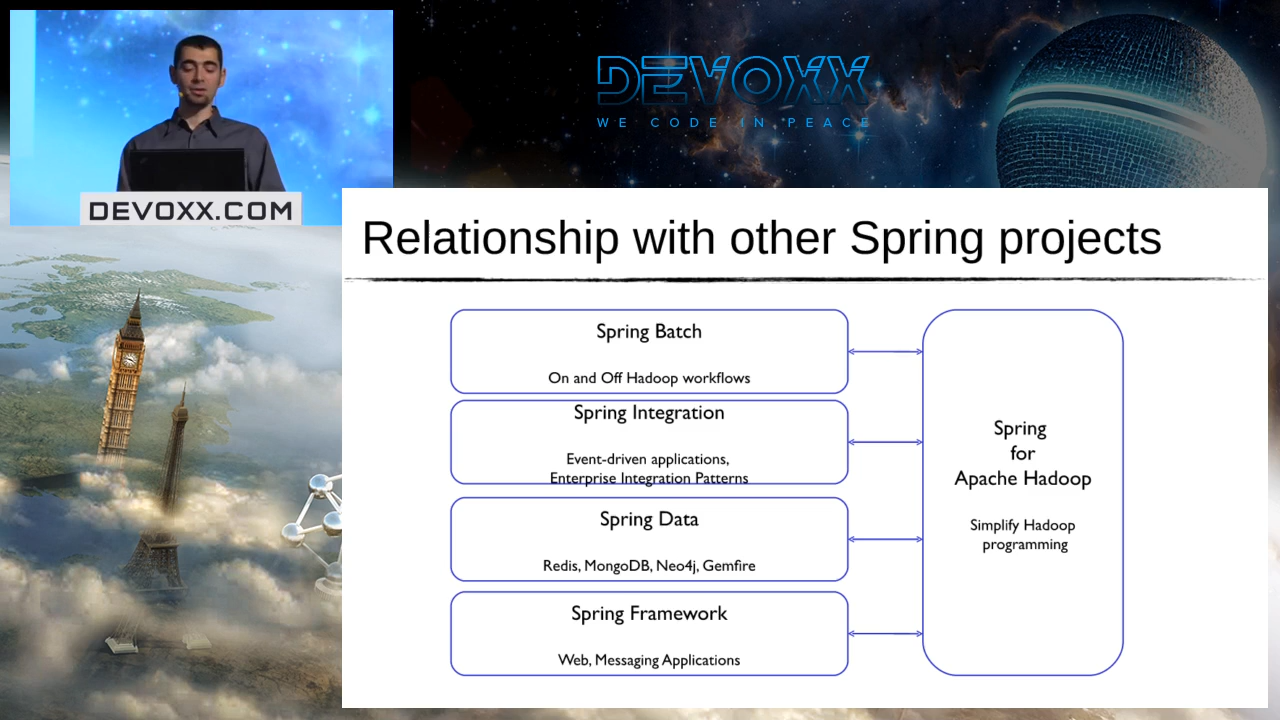 DEVOXX
WE CODE IN PEACE
DEVOXX.COM
Relationship with other Spring projects
Spring Batch
On and Off Hadoop workflows
Spring Integration
Event-driven applications,
Enterprise Integration Patterns
Spring Data
Redis, MongoDB, Neo4j, Gemfire
Spring Framework
Web, Messaging Applications
Spring
for
Apache Hadoop
Simplify Hadoop
programming